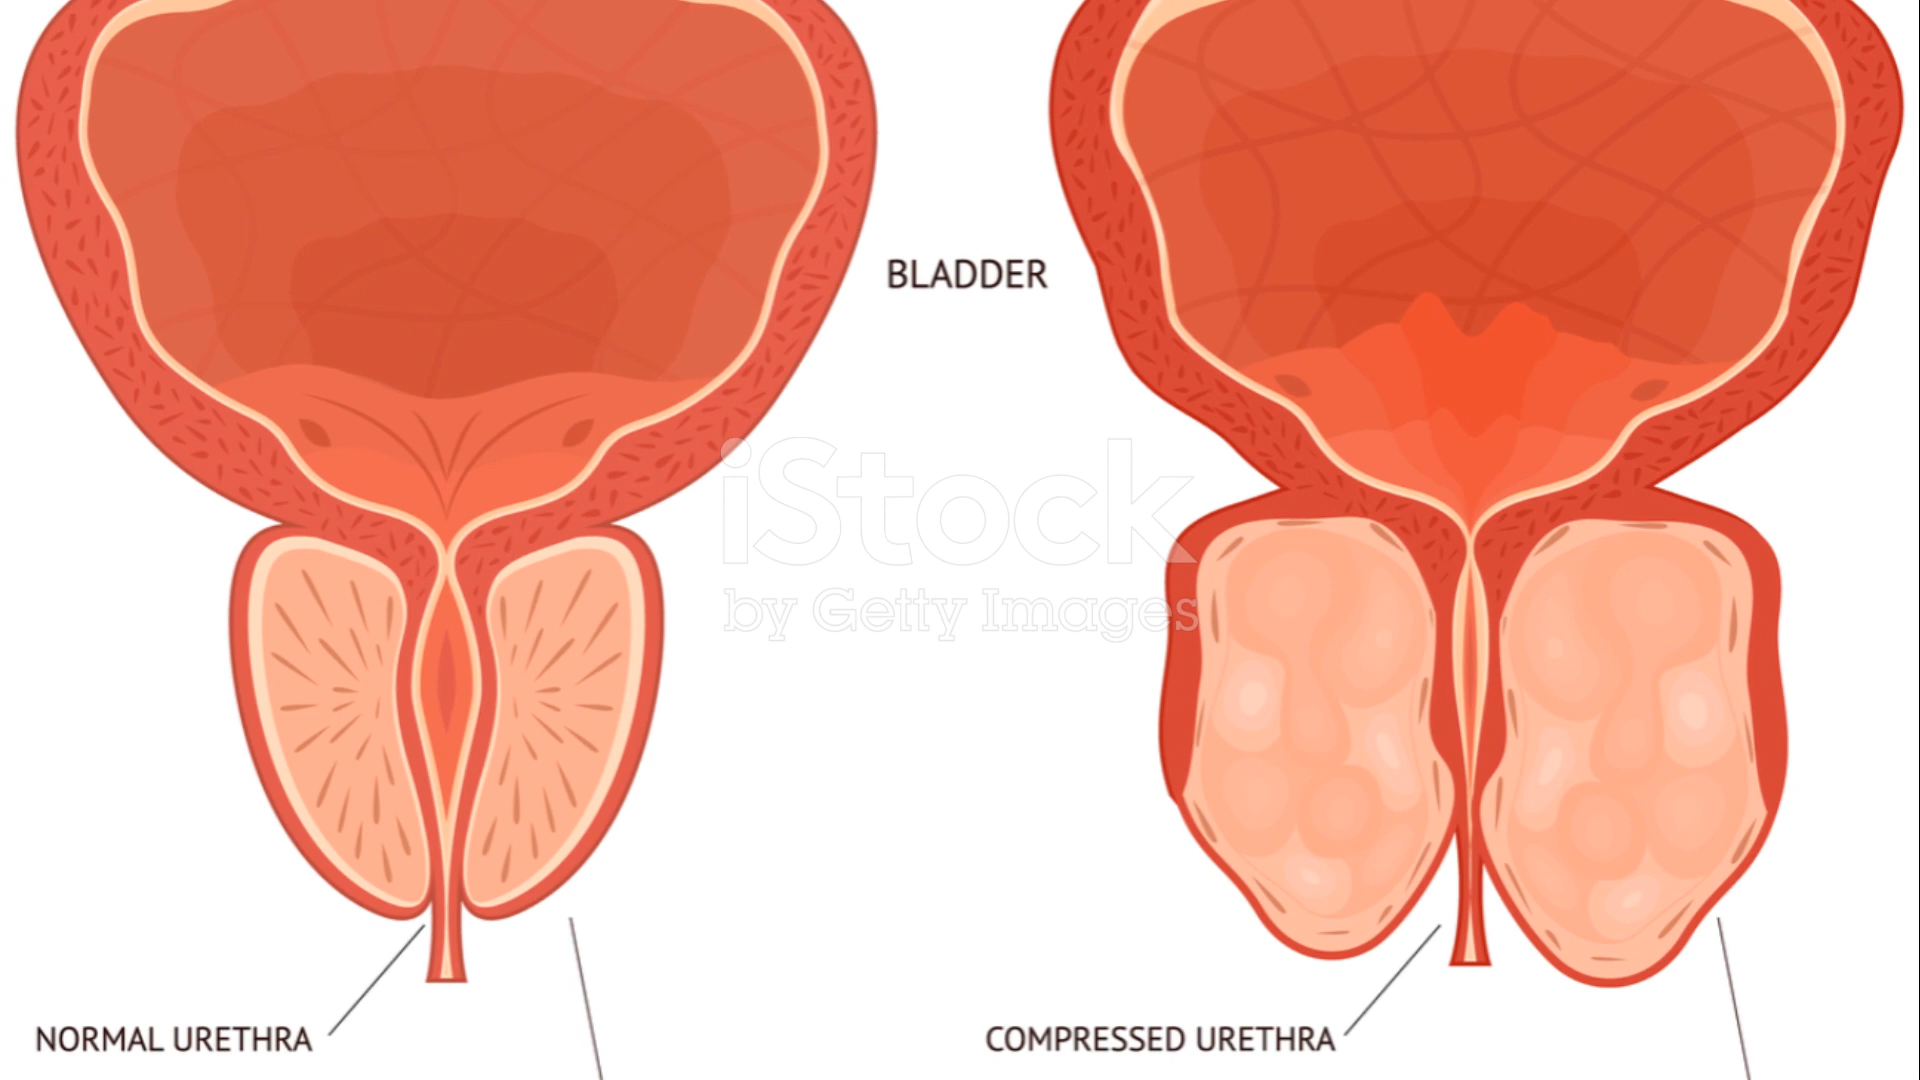 BLADDER
iStock
by Getty Images
NORMAL URETHRA
COMPRESSED URETHRA